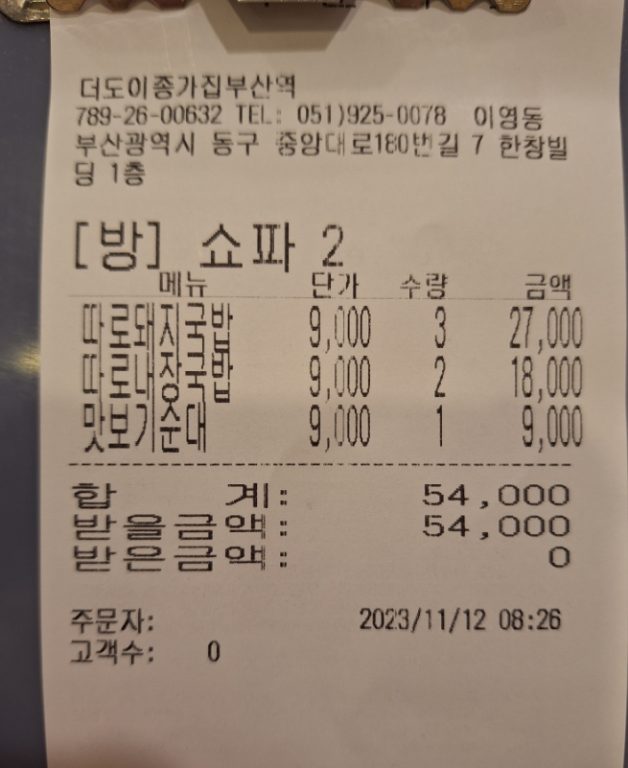 더도이종가집부산역
789-26-00632 TEL: 051)925-0078 이영동
부산광역시 동구 중앙대로180번길 7 한창빌
딩 1층
[방] 쇼파 2
메뉴 단가 수량 금액
따로돼지국밥 9,000 3 27,000
따로내장국밥 9,000 2 18,000
맛보기순대 9,000 1 9,000
합 계: 54,000
받을금액: 54,000
받은금액: 0
주문자: 2023/11/12 08:26
고객수: 0